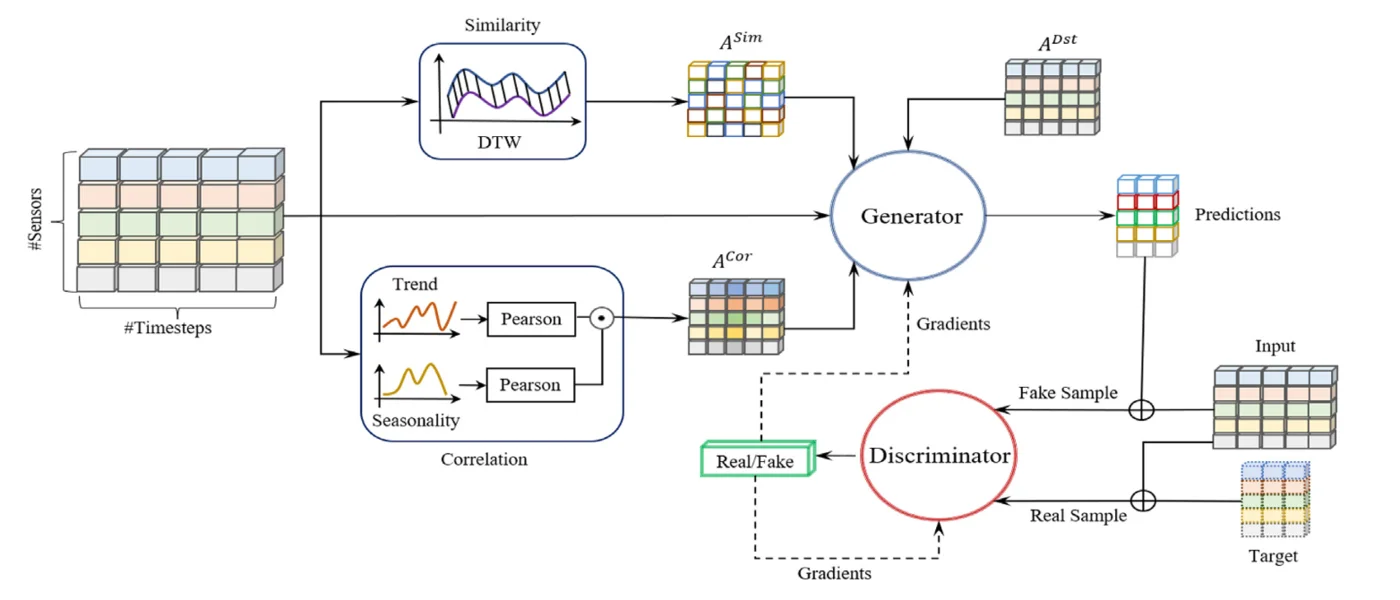 Similarity
DTW
A^Sim
A^Dst
#Sensors
#Timesteps
Generator
Predictions
Trend
Pearson
Seasonality
Pearson
Correlation
A^Cor
Gradients
Input
Fake Sample
Discriminator
Real/Fake
Real Sample
Target
Gradients